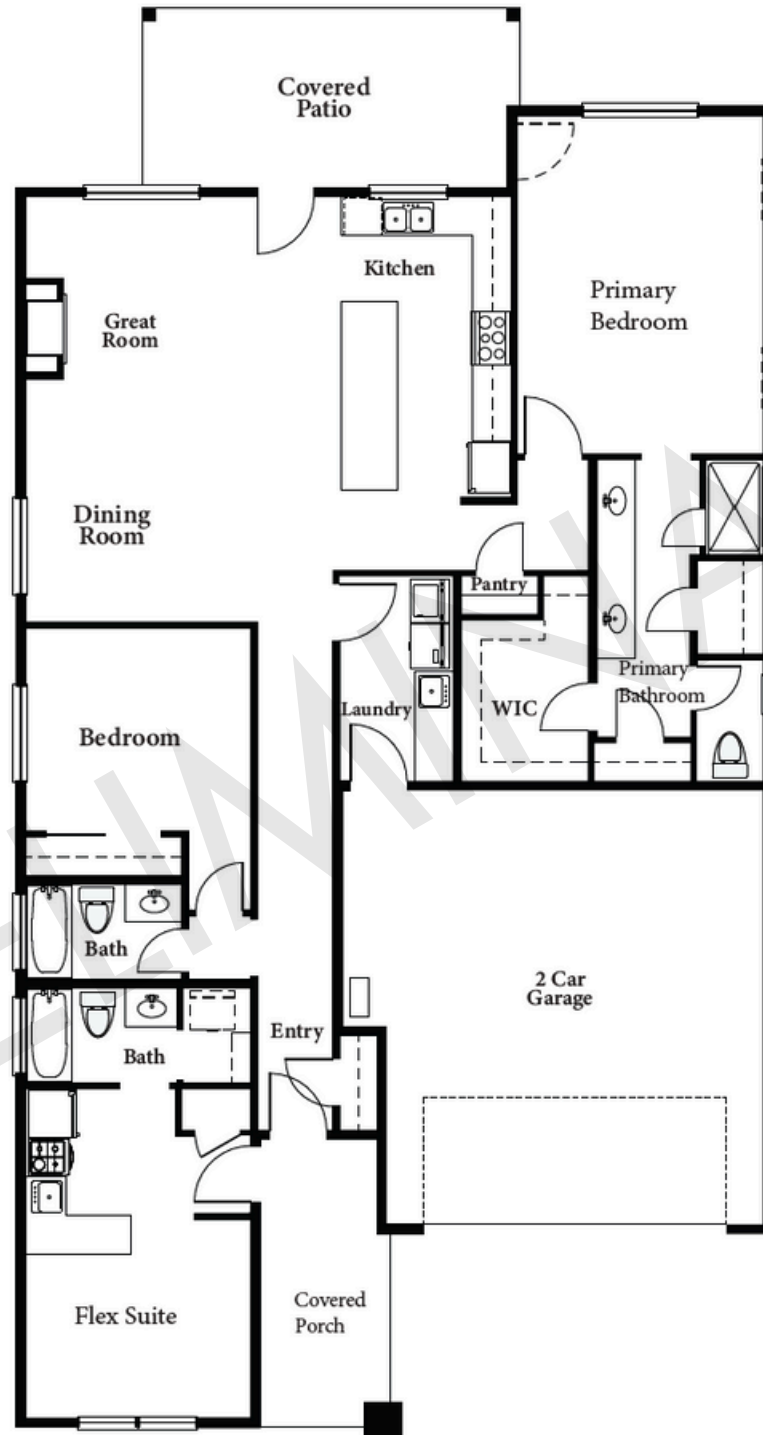 Covered
Patio
Kitchen
Primary
Bedroom
Great
Room
Dining
Room
Pantry
Primary
Bathroom
Laundry
WIC
Bedroom
Bath
2 Car
Garage
Entry
Bath
Covered
Porch
Flex Suite
ELIMINA